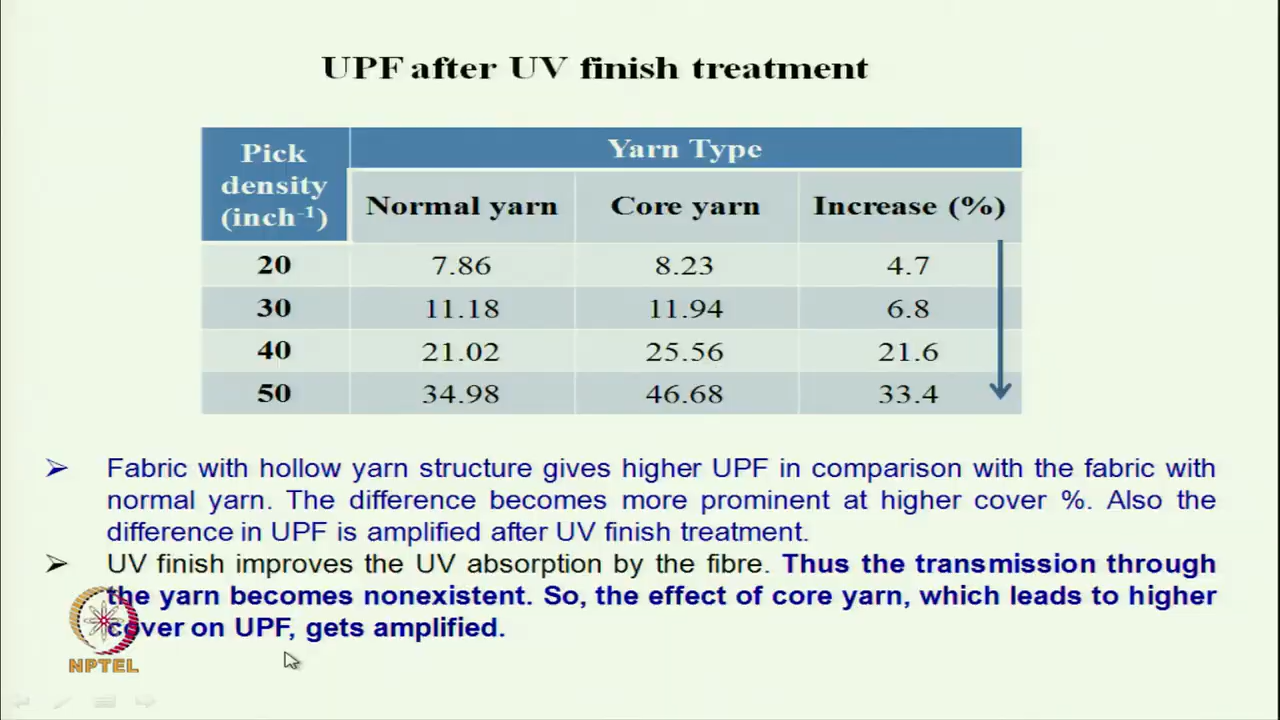 UPF after UV finish treatment
Pick density (inch⁻¹) Yarn Type
Normal yarn Core yarn Increase (%)
20 7.86 8.23 4.7
30 11.18 11.94 6.8
40 21.02 25.56 21.6
50 34.98 46.68 33.4
➢ Fabric with hollow yarn structure gives higher UPF in comparison with the fabric with
normal yarn. The difference becomes more prominent at higher cover %. Also the
difference in UPF is amplified after UV finish treatment.
➢ UV finish improves the UV absorption by the fibre. Thus the transmission through
the yarn becomes nonexistent. So, the effect of core yarn, which leads to higher
cover on UPF, gets amplified.
NPTEL